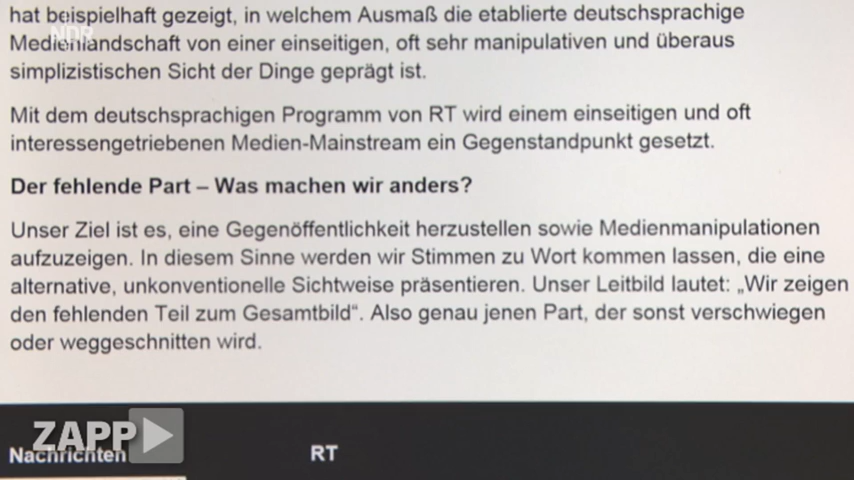 hat beispielhaft gezeigt, in welchem Ausmaß die etablierte deutschsprachige
NDR
Medienlandschaft von einer einseitigen, oft sehr manipulativen und überaus
simplizistischen Sicht der Dinge geprägt ist.
Mit dem deutschsprachigen Programm von RT wird einem einseitigen und oft
interessengetriebenen Medien-Mainstream ein Gegenstandpunkt gesetzt.
Der fehlende Part – Was machen wir anders?
Unser Ziel ist es, eine Gegenöffentlichkeit herzustellen sowie Medienmanipulationen
aufzuzeigen. In diesem Sinne werden wir Stimmen zu Wort kommen lassen, die eine
alternative, unkonventionelle Sichtweise präsentieren. Unser Leitbild lautet: „Wir zeigen
den fehlenden Teil zum Gesamtbild“. Also genau jenen Part, der sonst verschwiegen
oder weggeschnitten wird.
ZAPP
Nachrichten RT